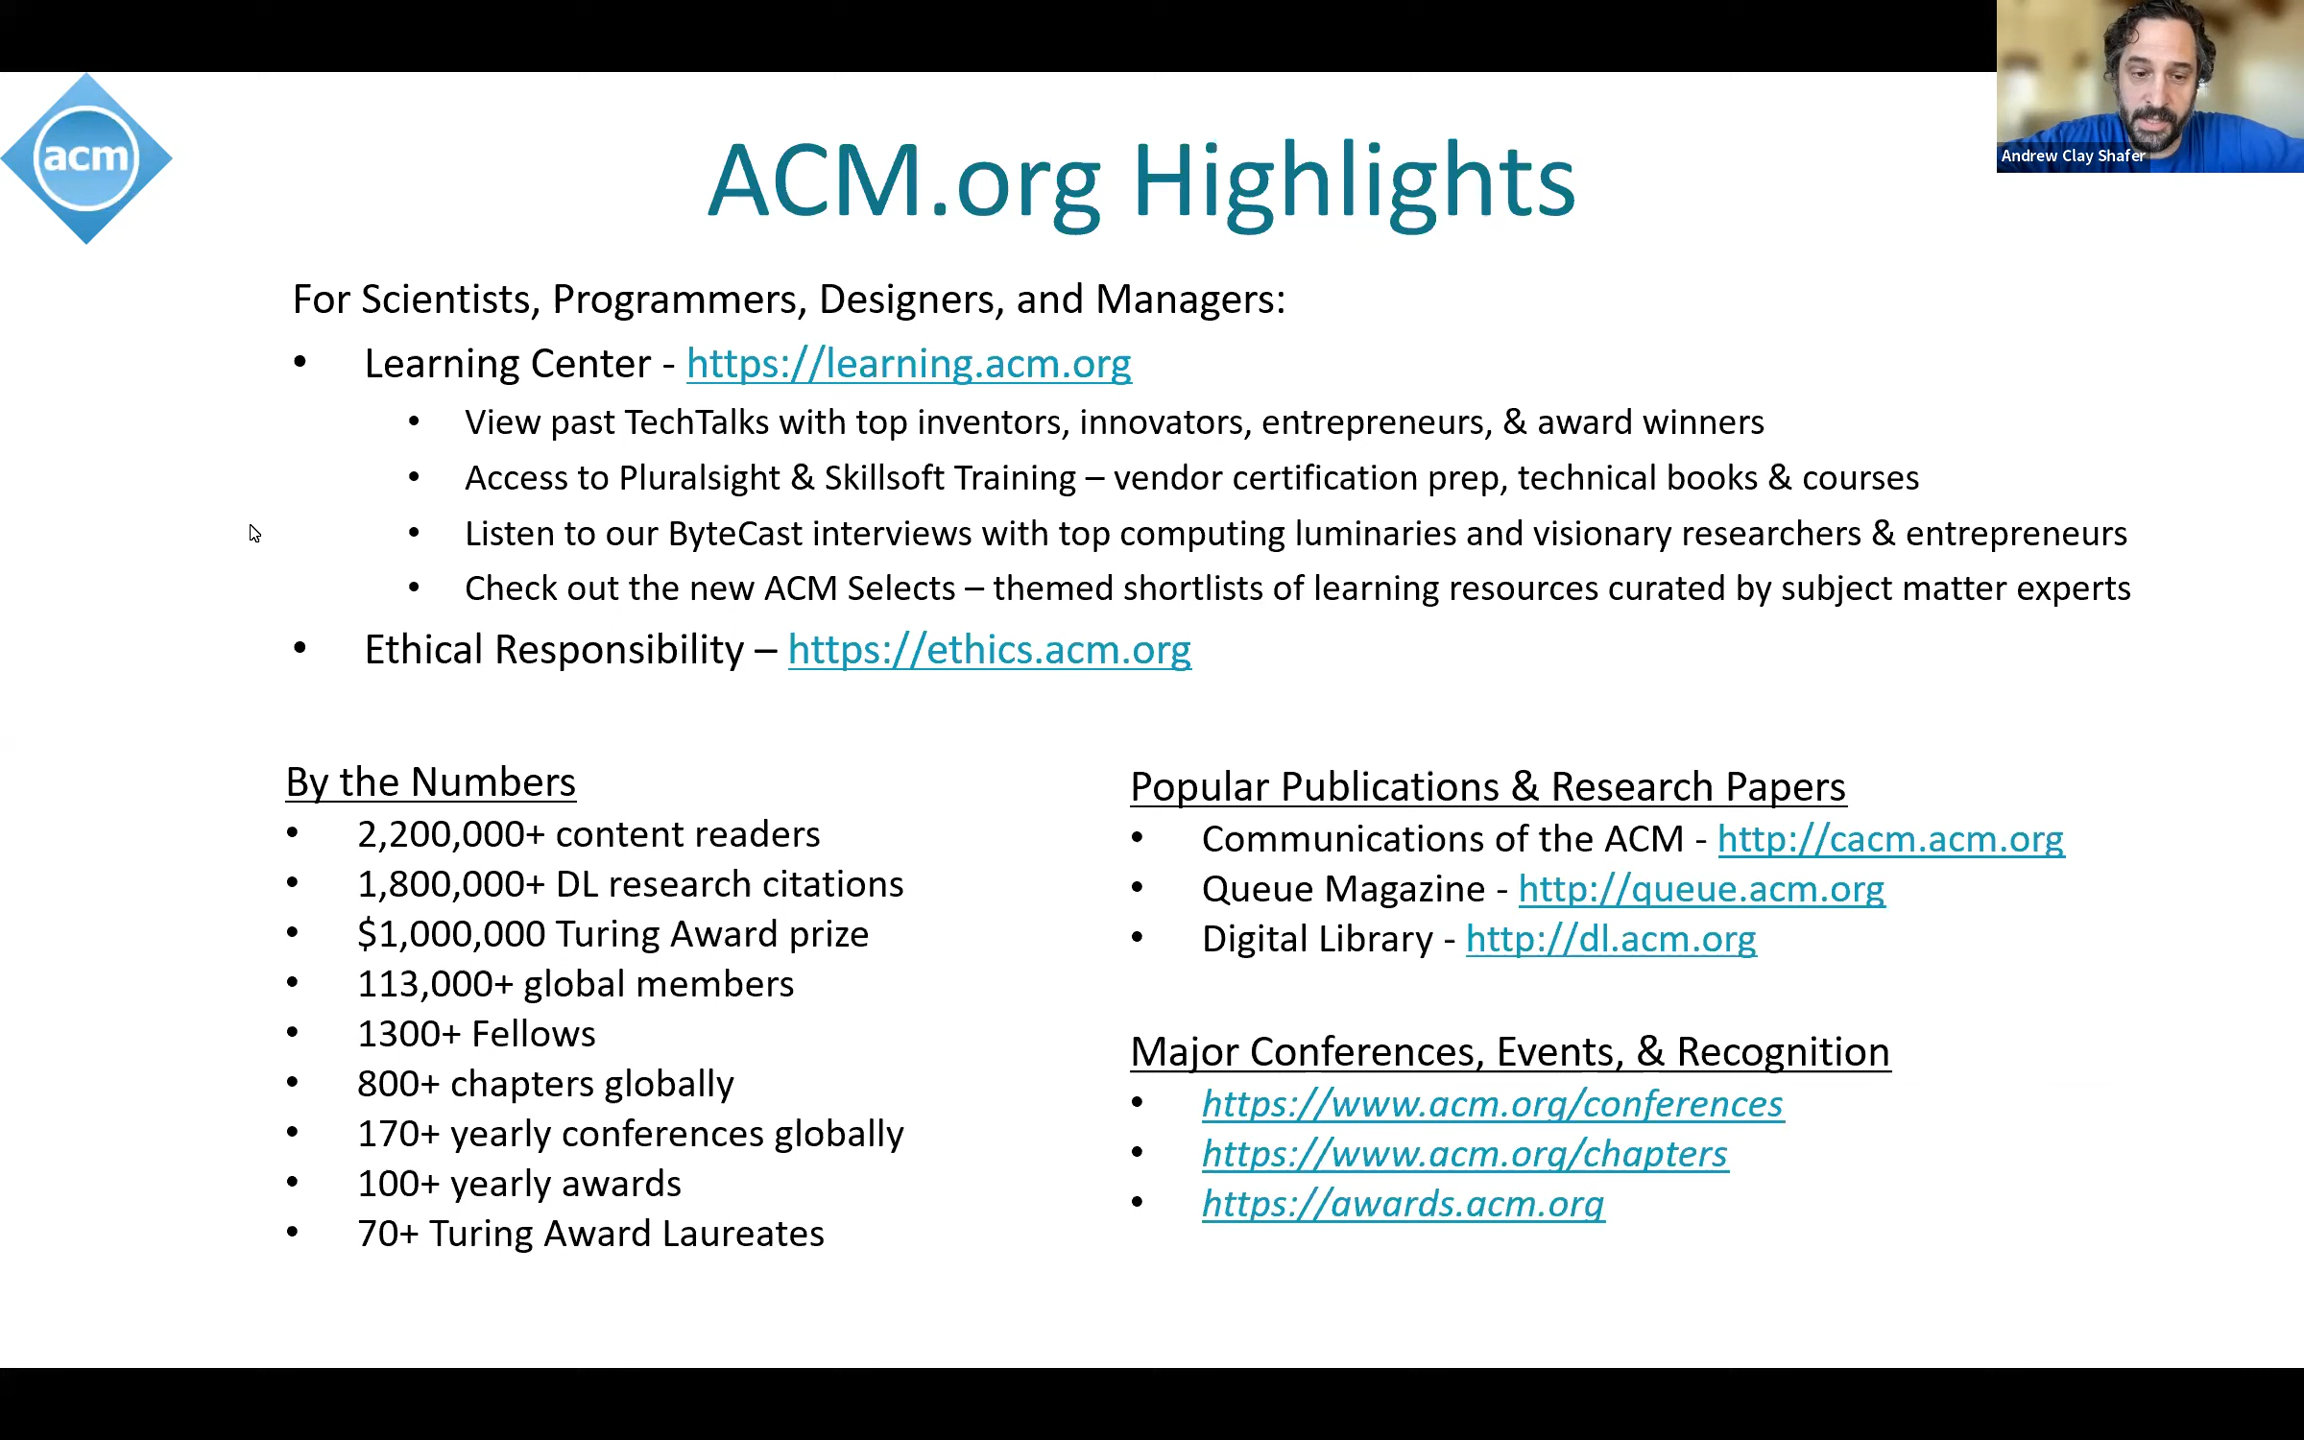 acm
Andrew Clay Shafer
ACM.org Highlights
For Scientists, Programmers, Designers, and Managers:
• Learning Center - https://learning.acm.org
• View past TechTalks with top inventors, innovators, entrepreneurs, & award winners
• Access to Pluralsight & Skillsoft Training – vendor certification prep, technical books & courses
• Listen to our ByteCast interviews with top computing luminaries and visionary researchers & entrepreneurs
• Check out the new ACM Selects – themed shortlists of learning resources curated by subject matter experts
• Ethical Responsibility – https://ethics.acm.org
By the Numbers
• 2,200,000+ content readers
• 1,800,000+ DL research citations
• $1,000,000 Turing Award prize
• 113,000+ global members
• 1300+ Fellows
• 800+ chapters globally
• 170+ yearly conferences globally
• 100+ yearly awards
• 70+ Turing Award Laureates
Popular Publications & Research Papers
• Communications of the ACM - http://cacm.acm.org
• Queue Magazine - http://queue.acm.org
• Digital Library - http://dl.acm.org
Major Conferences, Events, & Recognition
• https://www.acm.org/conferences
• https://www.acm.org/chapters
• https://awards.acm.org